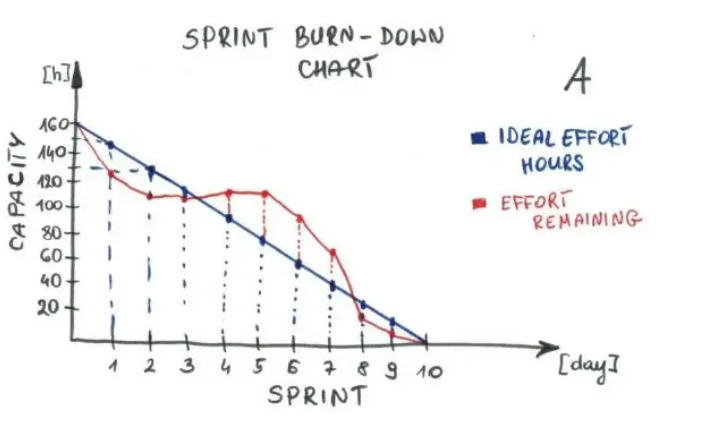 SPRINT BURN-DOWN
CHART
A
[h]
CAPACITY
160
140
120
100
80
60
40
20
IDEAL EFFORT
HOURS
EFFORT
REMAINING
1 2 3 4 5 6 7 8 9 10
[day]
SPRINT